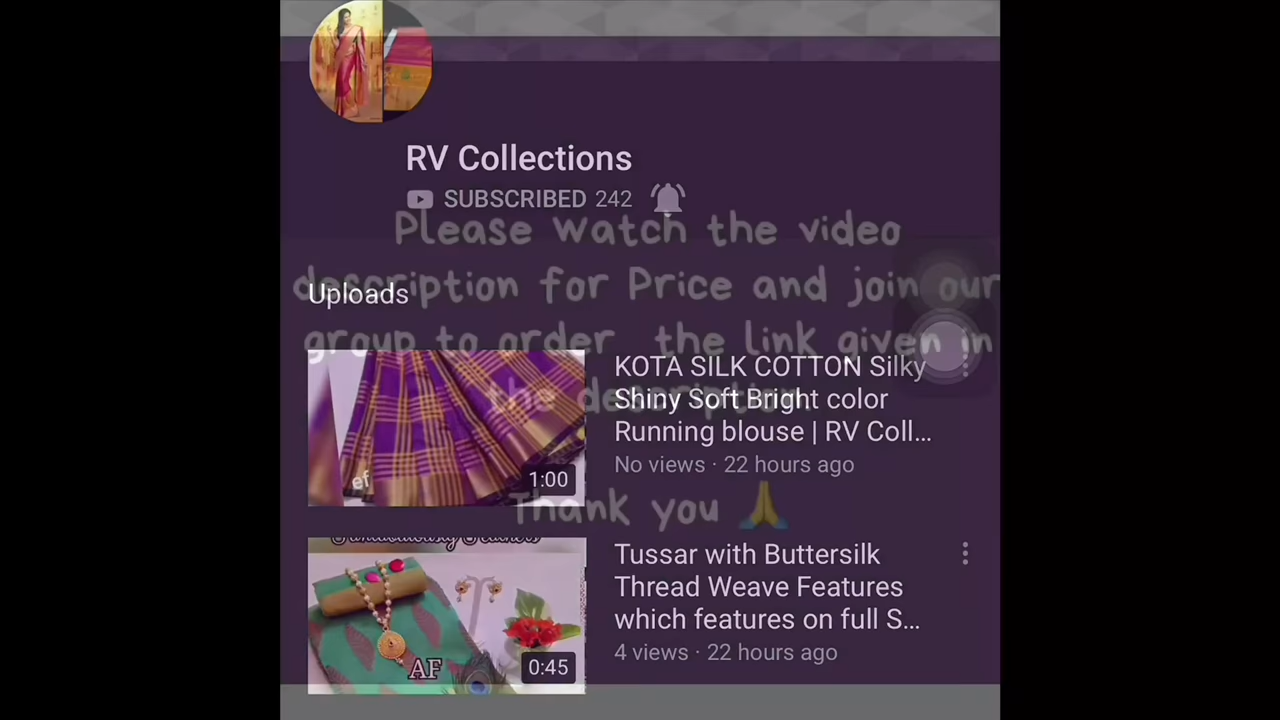 RV Collections
SUBSCRIBED 242
Please watch the video
description for Price and join our
group to order the link given in
the description.
Thank you 🙏
Uploads
KOTA SILK COTTON Silky
Shiny Soft Bright color
Running blouse | RV Coll...
No views · 22 hours ago
ef
1:00
Tussar with Buttersilk
Thread Weave Features
which features on full S...
4 views · 22 hours ago
AF
0:45